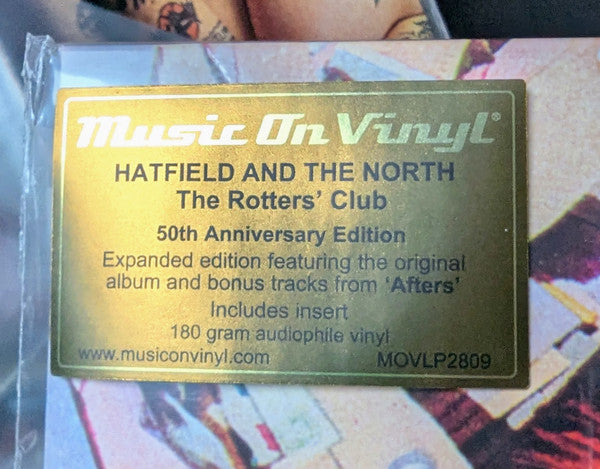 Music On Vinyl®
HATFIELD AND THE NORTH
The Rotters' Club
50th Anniversary Edition
Expanded edition featuring the original
album and bonus tracks from 'Afters'
Includes insert
180 gram audiophile vinyl
www.musiconvinyl.com MOVLP2809